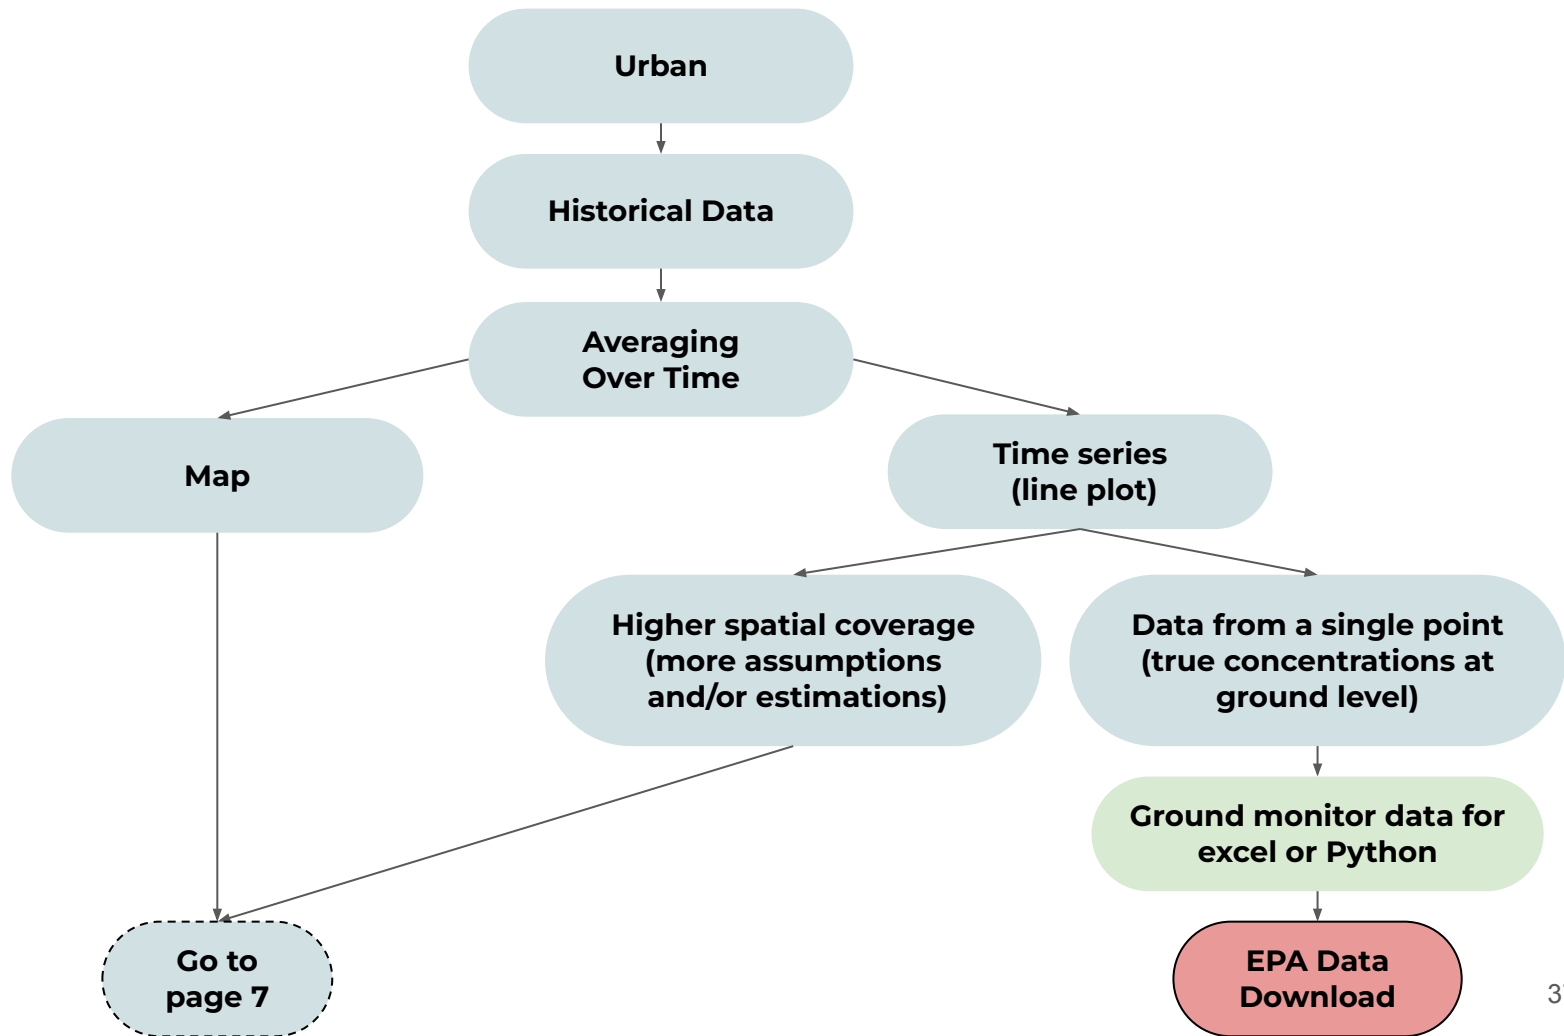 Urban
Historical Data
Averaging
Over Time
Map
Time series
(line plot)
Higher spatial coverage
(more assumptions
and/or estimations)
Data from a single point
(true concentrations at
ground level)
Ground monitor data for
excel or Python
Go to
page 7
EPA Data
Download